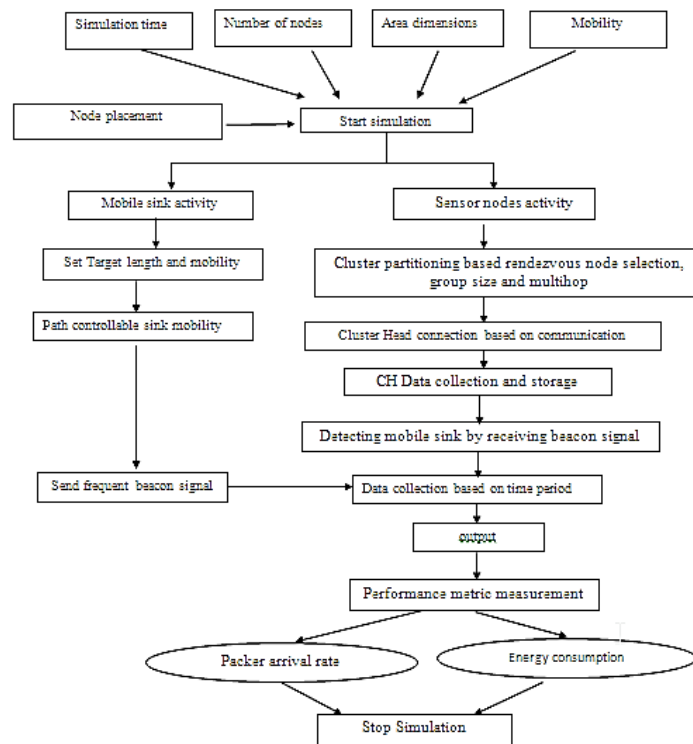 Simulation time
Number of nodes
Area dimensions
Mobility
Node placement
Start simulation
Mobile sink activity
Sensor nodes activity
Set Target length and mobility
Cluster partitioning based rendezvous node selection,
group size and multihop
Path controllable sink mobility
Cluster Head connection based on communication
CH Data collection and storage
Detecting mobile sink by receiving beacon signal
Send frequent beacon signal
Data collection based on time period
output
Performance metric measurement
Packer arrival rate
Energy consumption
Stop Simulation